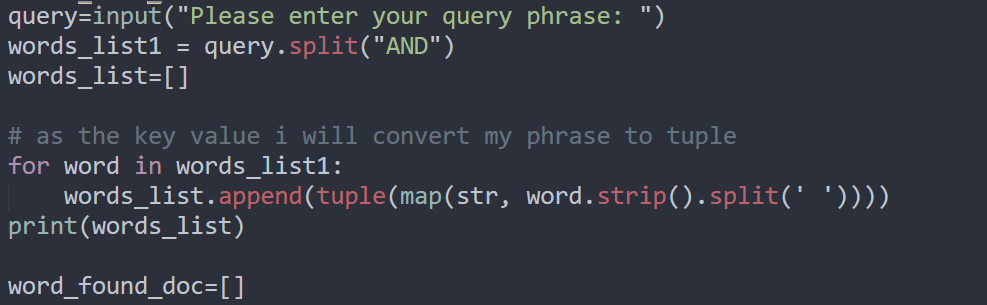 query=input("Please enter your query phrase: ")
words_list1 = query.split("AND")
words_list=[]
# as the key value i will convert my phrase to tuple
for word in words_list1:
    words_list.append(tuple(map(str, word.strip().split(' '))))
print(words_list)
word_found_doc=[]